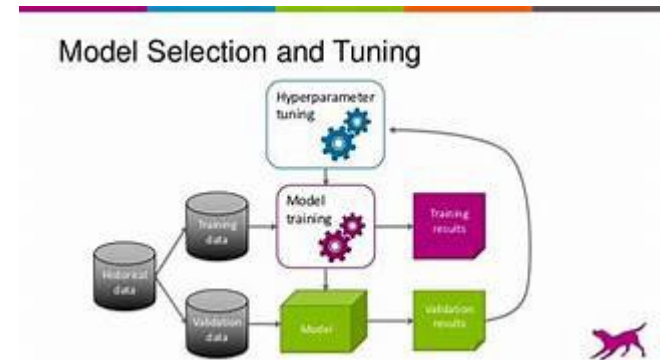 Model Selection and Tuning
Hyperparameter
tuning
Model
training
Training
data
Training
results
Historical
data
Validation
data
Model
Validation
results